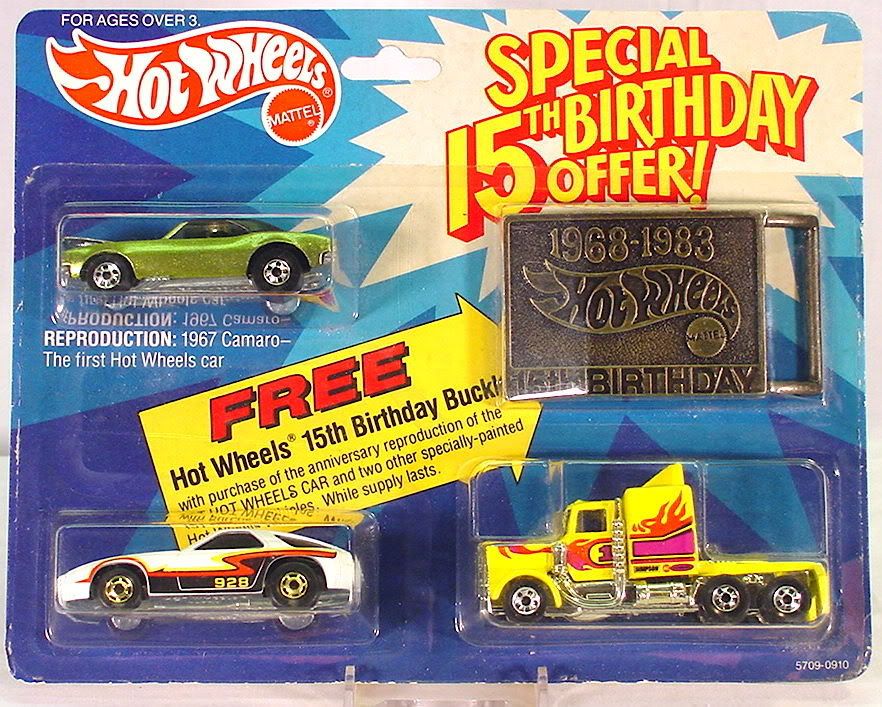 FOR AGES OVER 3.
HOT WHEELS®
MATTEL®
SPECIAL
15TH BIRTHDAY
OFFER!
1968-1983
HOT WHEELS
MATTEL
15th BIRTHDAY
REPRODUCTION: 1967 Camaro–
The first Hot Wheels car
FREE
Hot Wheels® 15th Birthday Buckl
with purchase of the anniversary reproduction of the
HOT WHEELS CAR and two other specially-painted
While supply lasts.
928
SIMPSON
5709-0910